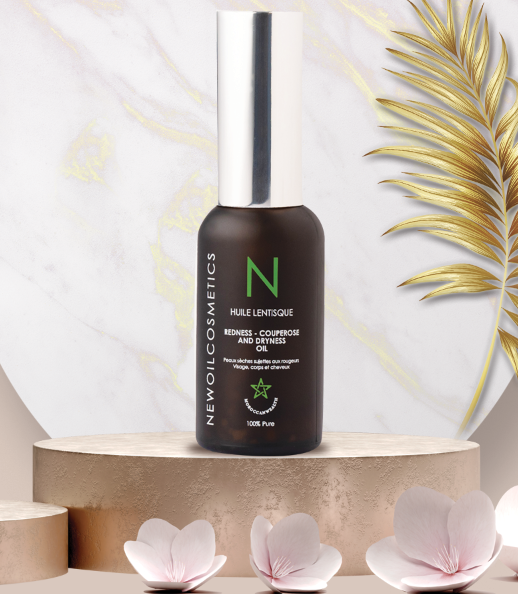 NEWOILCOSMETICS
N
HUILE LENTISQUE
REDNESS - COUPEROSE
AND DRYNESS
OIL
Peaux sèches sujettes aux rougeurs
Visage, corps et cheveux
MOROCCANWEALTH
100% Pure